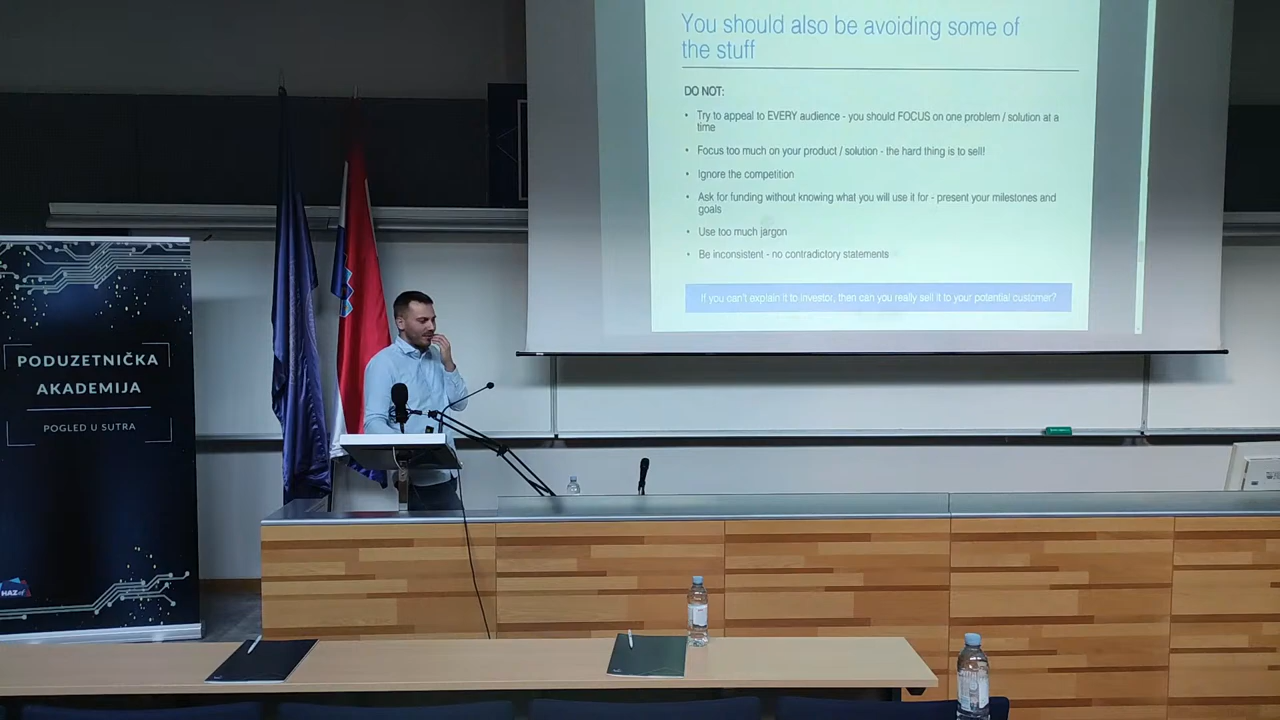 You should also be avoiding some of
the stuff
DO NOT:
Try to appeal to EVERY audience - you should FOCUS on one problem / solution at a
time
Focus too much on your product / solution - the hard thing is to sell!
Ignore the competition
Ask for funding without knowing what you will use it for - present your milestones and
goals
Use too much jargon
Be inconsistent - no contradictory statements
If you can't explain it to investor, then can you really sell it to your potential customer?
PODUZETNIČKA
AKADEMIJA
POGLED U SUTRA
HAZ